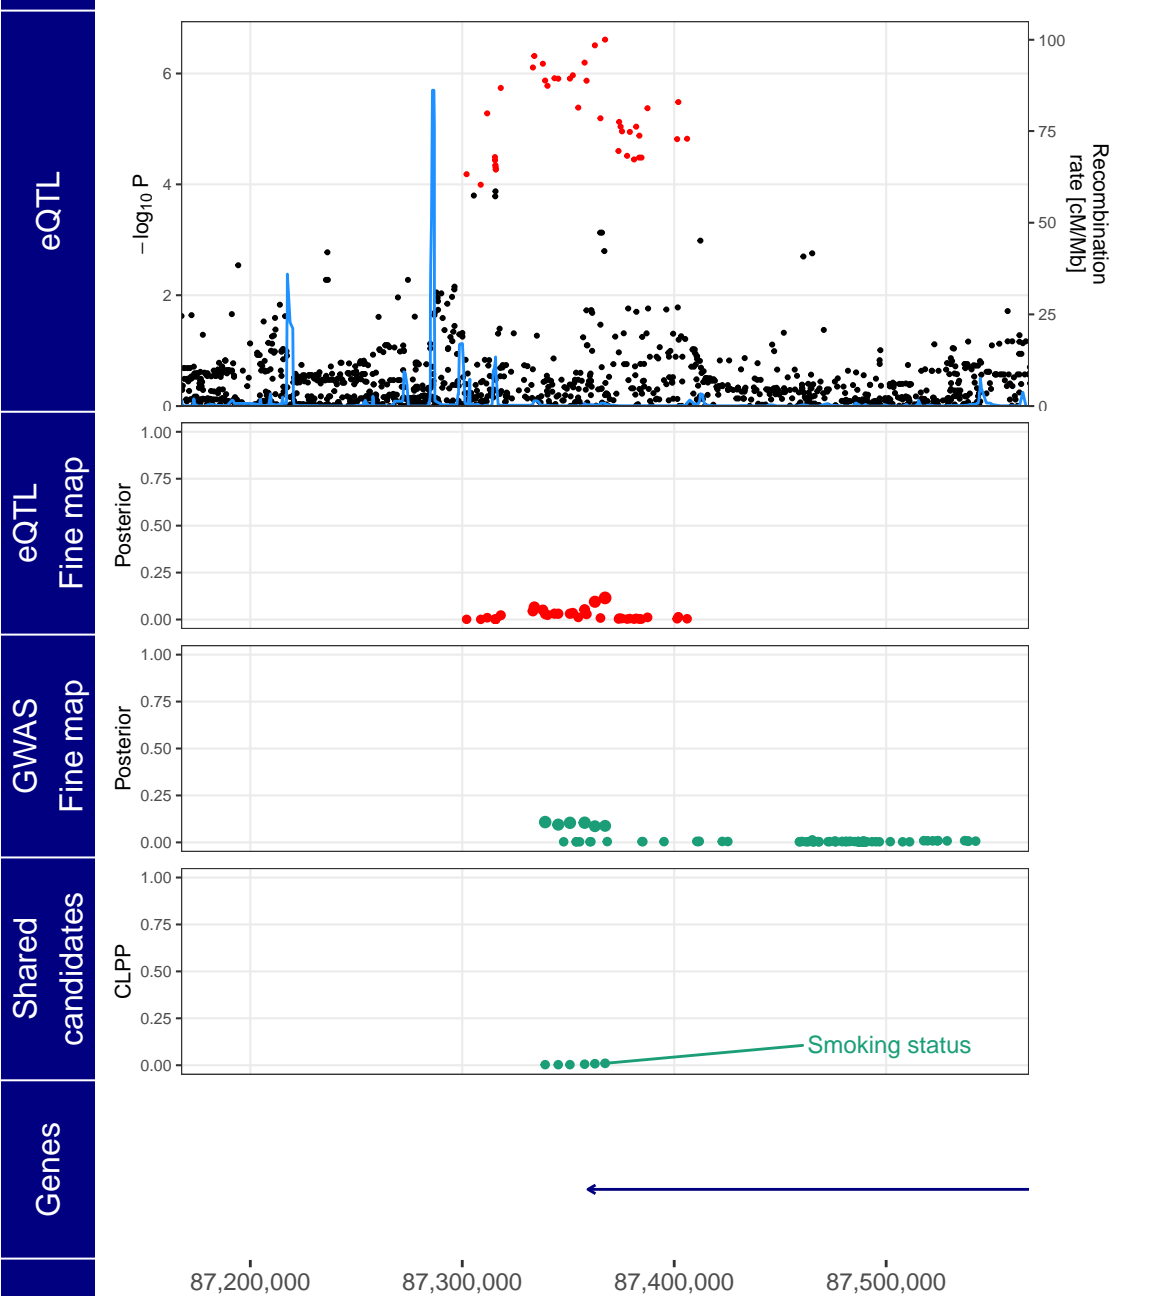 eQTL
−log10 P
6
4
2
0
100
75
50
25
0
Recombination
rate [cM/Mb]
eQTL
Fine map
Posterior
1.00
0.75
0.50
0.25
0.00
GWAS
Fine map
Posterior
1.00
0.75
0.50
0.25
0.00
Shared
candidates
CLPP
1.00
0.75
0.50
0.25
0.00
Smoking status
Genes
87,200,000
87,300,000
87,400,000
87,500,000